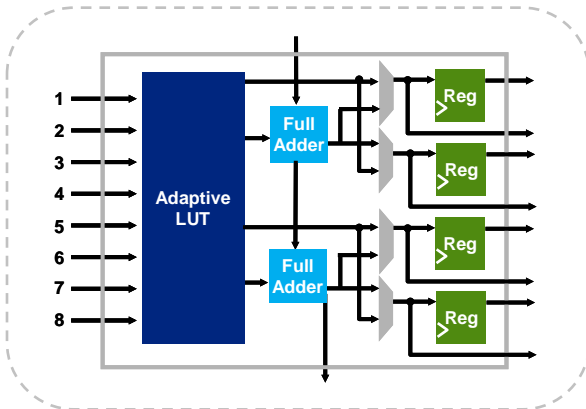 1
2
3
4
5
6
7
8
Adaptive
LUT
Full
Adder
Full
Adder
Reg
Reg
Reg
Reg